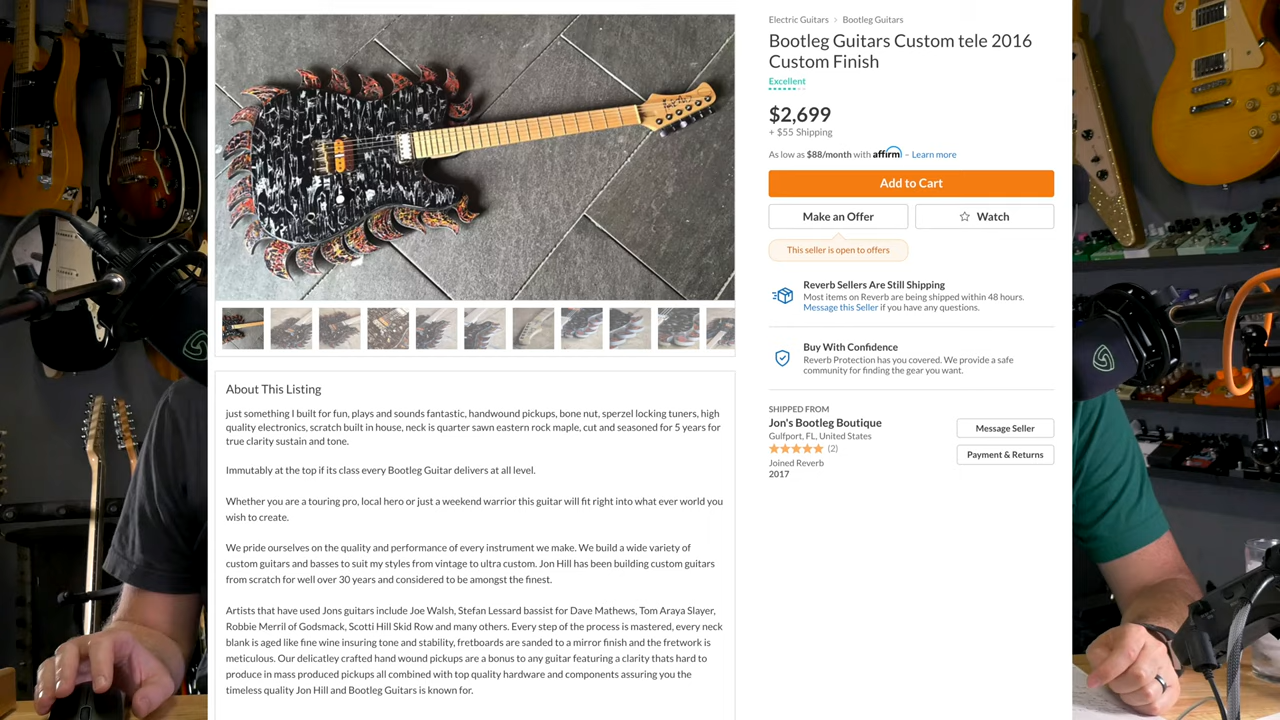 Electric Guitars > Bootleg Guitars
Bootleg Guitars Custom tele 2016
Custom Finish
Excellent
$2,699
+ $55 Shipping
As low as $88/month with affirm - Learn more
Add to Cart
Make an Offer
Watch
This seller is open to offers
Reverb Sellers Are Still Shipping
Most items on Reverb are being shipped within 48 hours.
Message this Seller if you have any questions.
Buy With Confidence
Reverb Protection has you covered. We provide a safe
community for finding the gear you want.
SHIPPED FROM
Jon's Bootleg Boutique
Gulfport, FL, United States
(2)
Joined Reverb
2017
Message Seller
Payment & Returns
About This Listing
just something I built for fun, plays and sounds fantastic, handwound pickups, bone nut, sperzel locking tuners, high
quality electronics, scratch built in house, neck is quarter sawn eastern rock maple, cut and seasoned for 5 years for
true clarity sustain and tone.
Immutably at the top if its class every Bootleg Guitar delivers at all level.
Whether you are a touring pro, local hero or just a weekend warrior this guitar will fit right into what ever world you
wish to create.
We pride ourselves on the quality and performance of every instrument we make. We build a wide variety of
custom guitars and basses to suit my styles from vintage to ultra custom. Jon Hill has been building custom guitars
from scratch for well over 30 years and considered to be amongst the finest.
Artists that have used Jons guitars include Joe Walsh, Stefan Lessard bassist for Dave Mathews, Tom Araya Slayer,
Robbie Merril of Godsmack, Scotti Hill Skid Row and many others. Every step of the process is mastered, every neck
blank is aged like fine wine insuring tone and stability, fretboards are sanded to a mirror finish and the fretwork is
meticulous. Our delicatley crafted hand wound pickups are a bonus to any guitar featuring a clarity thats hard to
produce in mass produced pickups all combined with top quality hardware and components assuring you the
timeless quality Jon Hill and Bootleg Guitars is known for.